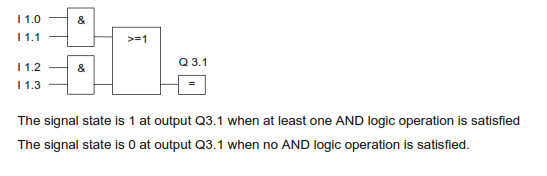 I 1.0
&
I 1.1
>=1
I 1.2
&
Q 3.1
I 1.3
=
The signal state is 1 at output Q3.1 when at least one AND logic operation is satisfied
The signal state is 0 at output Q3.1 when no AND logic operation is satisfied.